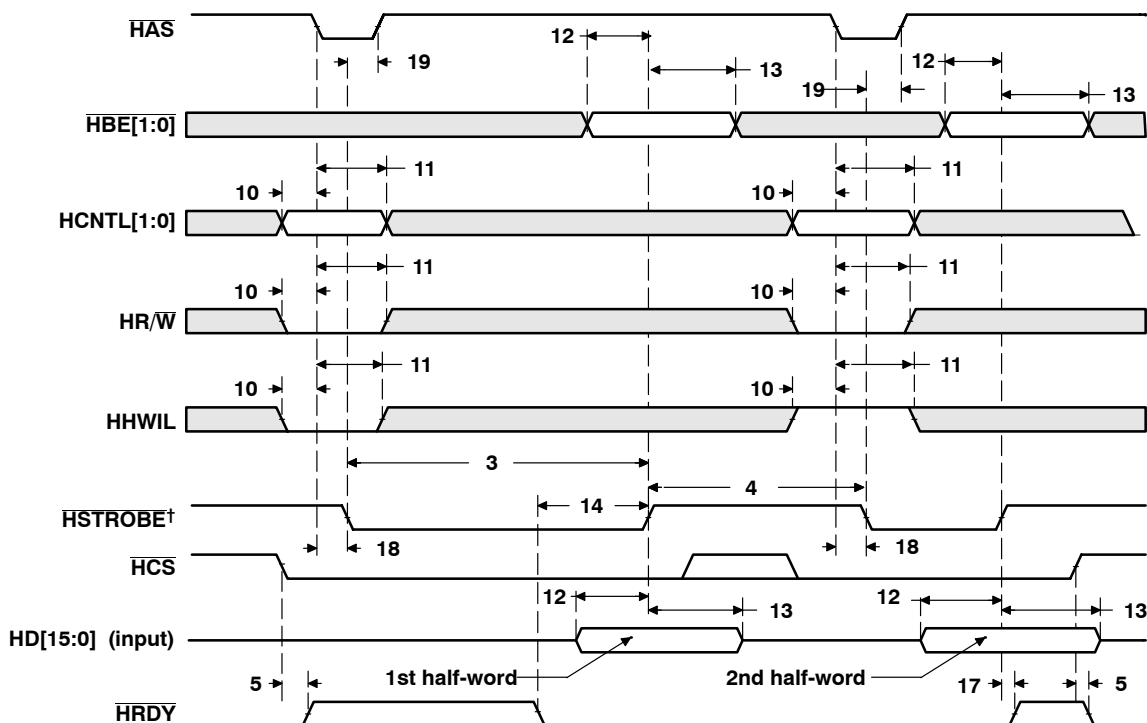 HAS
12
12
19
13
19
13
HBE[1:0]
11
11
10
10
HCNTL[1:0]
11
11
10
10
HR/W
11
11
10
10
HHWIL
3
4
14
HSTROBE†
18
18
HCS
12
12
13
13
HD[15:0] (input)
1st half-word
2nd half-word
5
17
5
HRDY